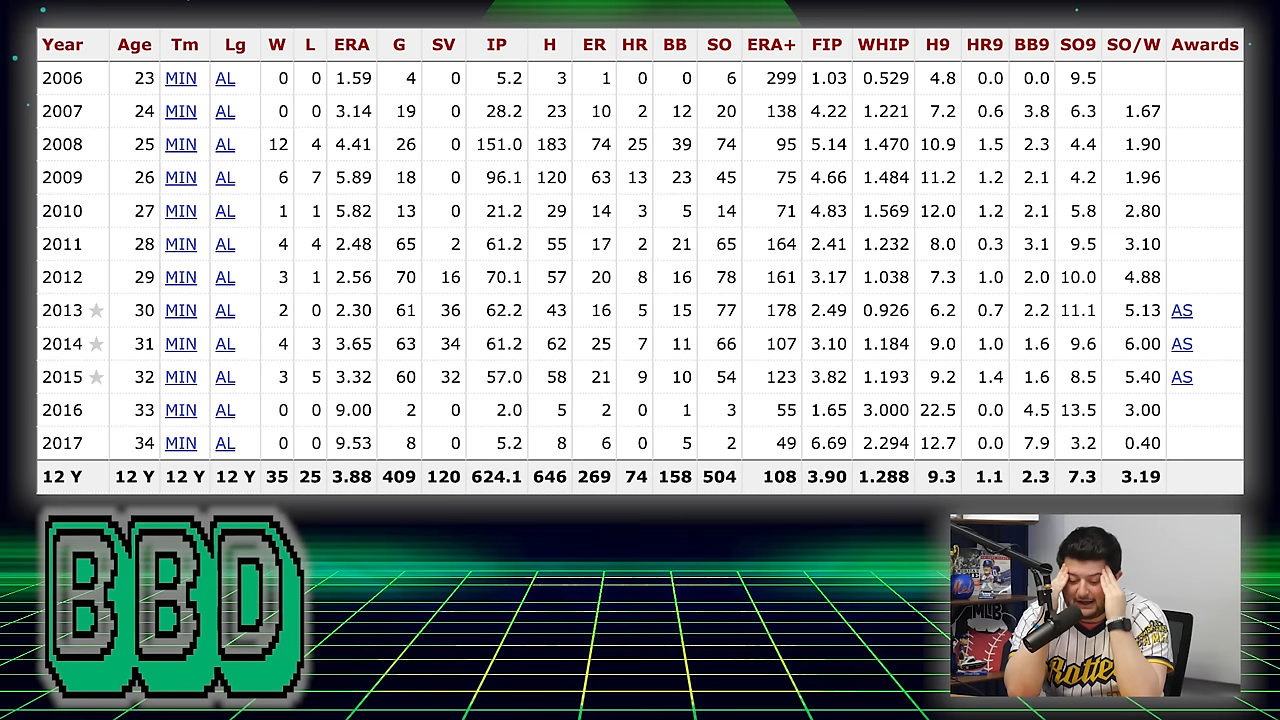 Year Age Tm Lg W L ERA G SV IP H ER HR BB SO ERA+ FIP WHIP H9 HR9 BB9 SO9 SO/W Awards
2006 23 MIN AL 0 0 1.59 4 0 5.2 3 1 0 0 6 299 1.03 0.529 4.8 0.0 0.0 9.5
2007 24 MIN AL 0 0 3.14 19 0 28.2 23 10 2 12 20 138 4.22 1.221 7.2 0.6 3.8 6.3 1.67
2008 25 MIN AL 12 4 4.41 26 0 151.0 183 74 25 39 74 95 5.14 1.470 10.9 1.5 2.3 4.4 1.90
2009 26 MIN AL 6 7 5.89 18 0 96.1 120 63 13 23 45 75 4.66 1.484 11.2 1.2 2.1 4.2 1.96
2010 27 MIN AL 1 1 5.82 13 0 21.2 29 14 3 5 14 71 4.83 1.569 12.0 1.2 2.1 5.8 2.80
2011 28 MIN AL 4 4 2.48 65 2 61.2 55 17 2 21 65 164 2.41 1.232 8.0 0.3 3.1 9.5 3.10
2012 29 MIN AL 3 1 2.56 70 16 70.1 57 20 8 16 78 161 3.17 1.038 7.3 1.0 2.0 10.0 4.88
2013 ★ 30 MIN AL 2 0 2.30 61 36 62.2 43 16 5 15 77 178 2.49 0.926 6.2 0.7 2.2 11.1 5.13 AS
2014 ★ 31 MIN AL 4 3 3.65 63 34 61.2 62 25 7 11 66 107 3.10 1.184 9.0 1.0 1.6 9.6 6.00 AS
2015 ★ 32 MIN AL 3 5 3.32 60 32 57.0 58 21 9 10 54 123 3.82 1.193 9.2 1.4 1.6 8.5 5.40 AS
2016 33 MIN AL 0 0 9.00 2 0 2.0 5 2 0 1 3 55 1.65 3.000 22.5 0.0 4.5 13.5 3.00
2017 34 MIN AL 0 0 9.53 8 0 5.2 8 6 0 5 2 49 6.69 2.294 12.7 0.0 7.9 3.2 0.40
12 Y 12 Y 12 Y 12 Y 35 25 3.88 409 120 624.1 646 269 74 158 504 108 3.90 1.288 9.3 1.1 2.3 7.3 3.19
BBD
MLB